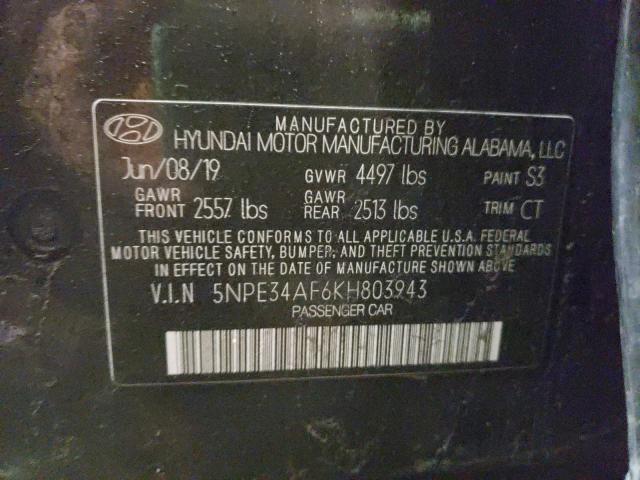 MANUFACTURED BY
HYUNDAI MOTOR MANUFACTURING ALABAMA, LLC
Jun/08/19 GVWR 4497 lbs PAINT S3
GAWR FRONT 2557 lbs GAWR REAR 2513 lbs TRIM CT
THIS VEHICLE CONFORMS TO ALL APPLICABLE U.S.A. FEDERAL
MOTOR VEHICLE SAFETY, BUMPER, AND THEFT PREVENTION STANDARDS
IN EFFECT ON THE DATE OF MANUFACTURE SHOWN ABOVE.
V.I.N 5NPE34AF6KH803943
PASSENGER CAR